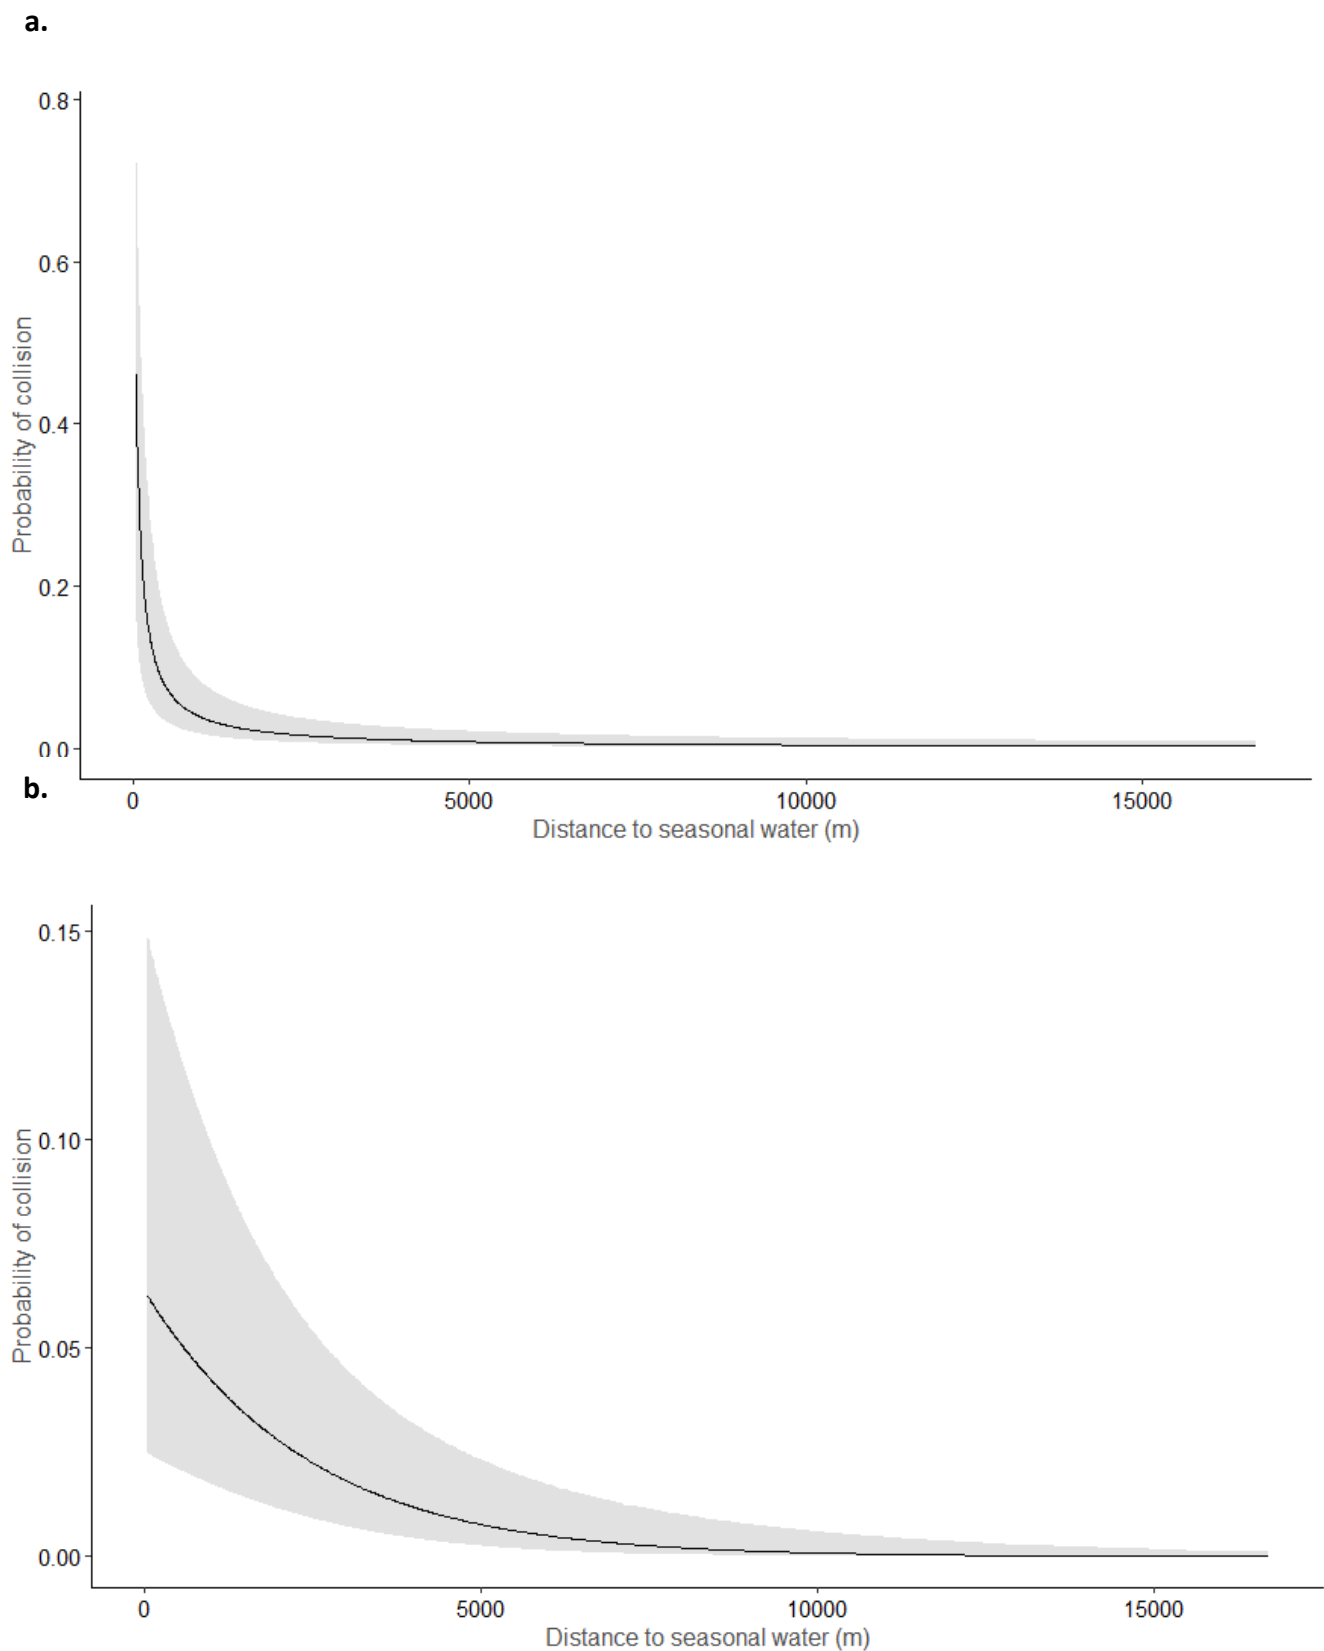 a.
0.8
0.6
0.4
0.2
0.0
Probability of collision
0 5000 10000 15000
Distance to seasonal water (m)
b.
0.15
0.10
0.05
0.00
Probability of collision
0 5000 10000 15000
Distance to seasonal water (m)